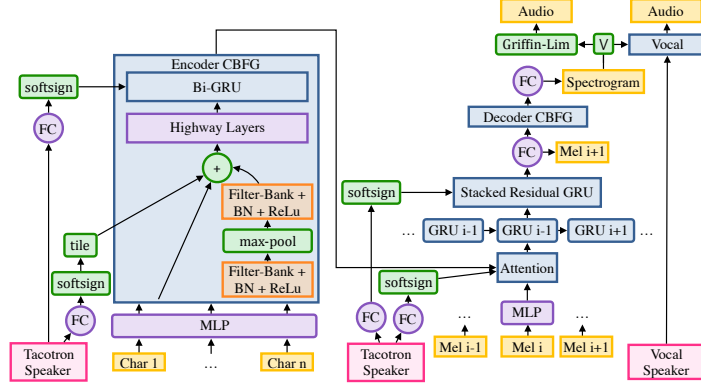 Audio
Audio
Griffin-Lim
V
Vocal
Encoder CBFG
softsign
Bi-GRU
FC
Spectrogram
Decoder CBFG
FC
Highway Layers
FC
Mel i+1
+
softsign
Stacked Residual GRU
Filter-Bank +
BN + ReLu
tile
max-pool
...
GRU i-1
GRU i-1
GRU i+1
...
softsign
Filter-Bank +
BN + ReLu
softsign
Attention
FC
MLP
FC
FC
...
MLP
...
Tacotron
Speaker
Char 1
...
Char n
Tacotron
Speaker
Mel i-1
Mel i
Mel i+1
Vocal
Speaker